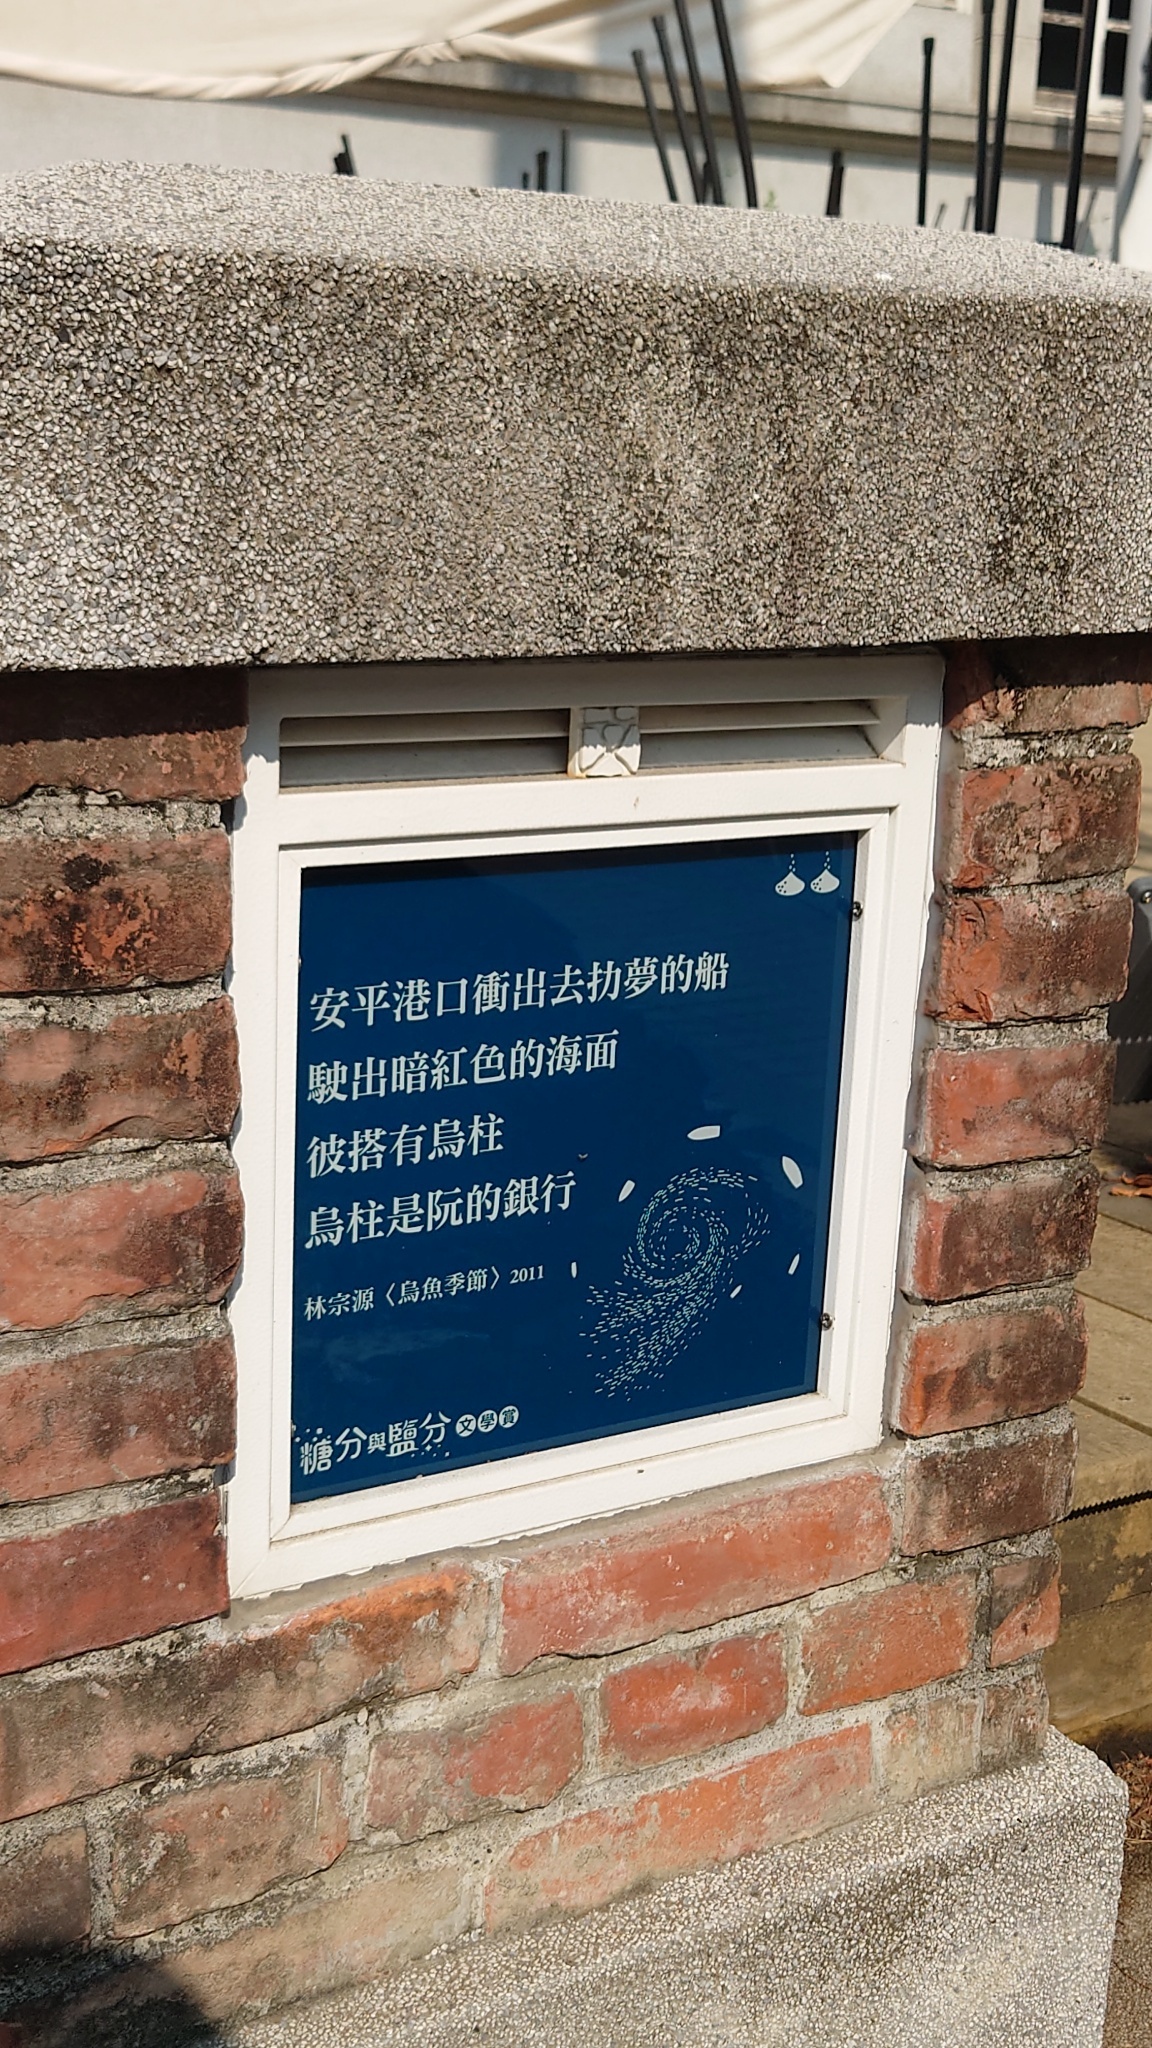 安平港口衝出去扐夢的船
駛出暗紅色的海面
彼搭有烏柱
烏柱是阮的銀行
林宗源〈烏魚季節〉2011
糖分與鹽分文學賞